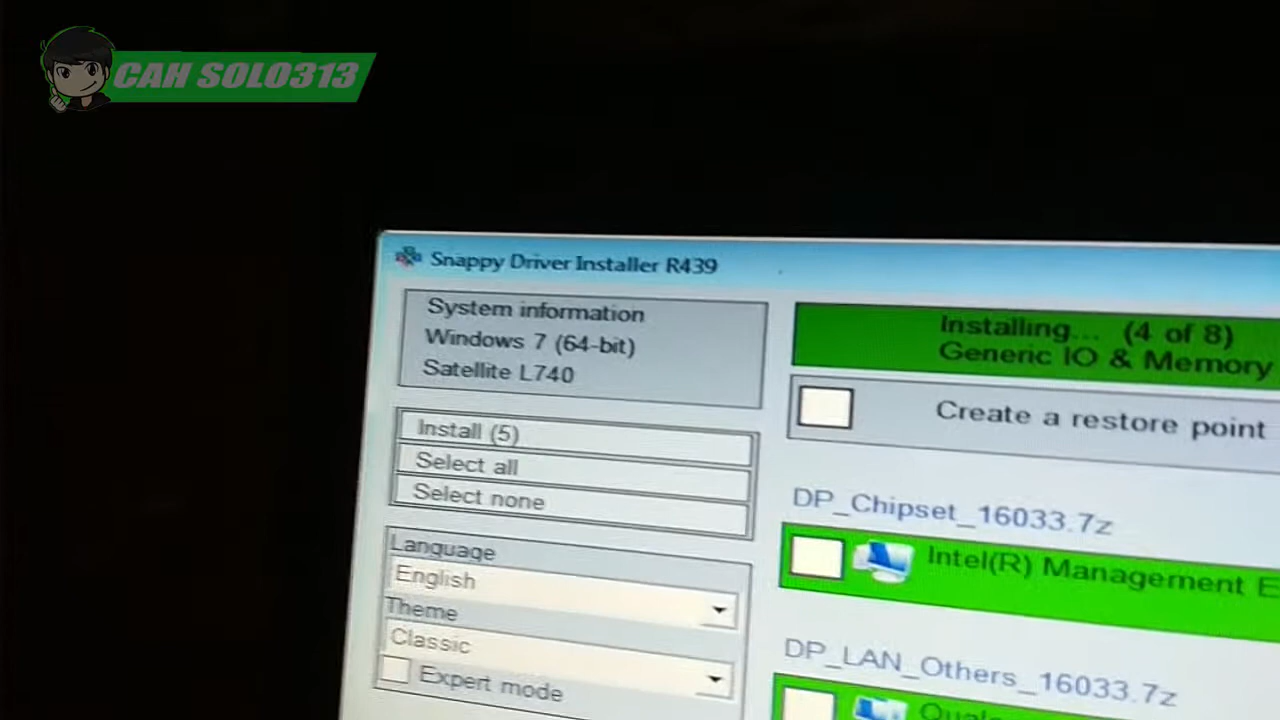 CAH SOLO313
Snappy Driver Installer R439
System information
Windows 7 (64-bit)
Satellite L740
Install (5)
Select all
Select none
Language
English
Theme
Classic
Expert mode
Installing... (4 of 8)
Generic IO & Memory
Create a restore point
DP_Chipset_16033.7z
Intel(R) Management
DP_LAN_Others_16033.7z